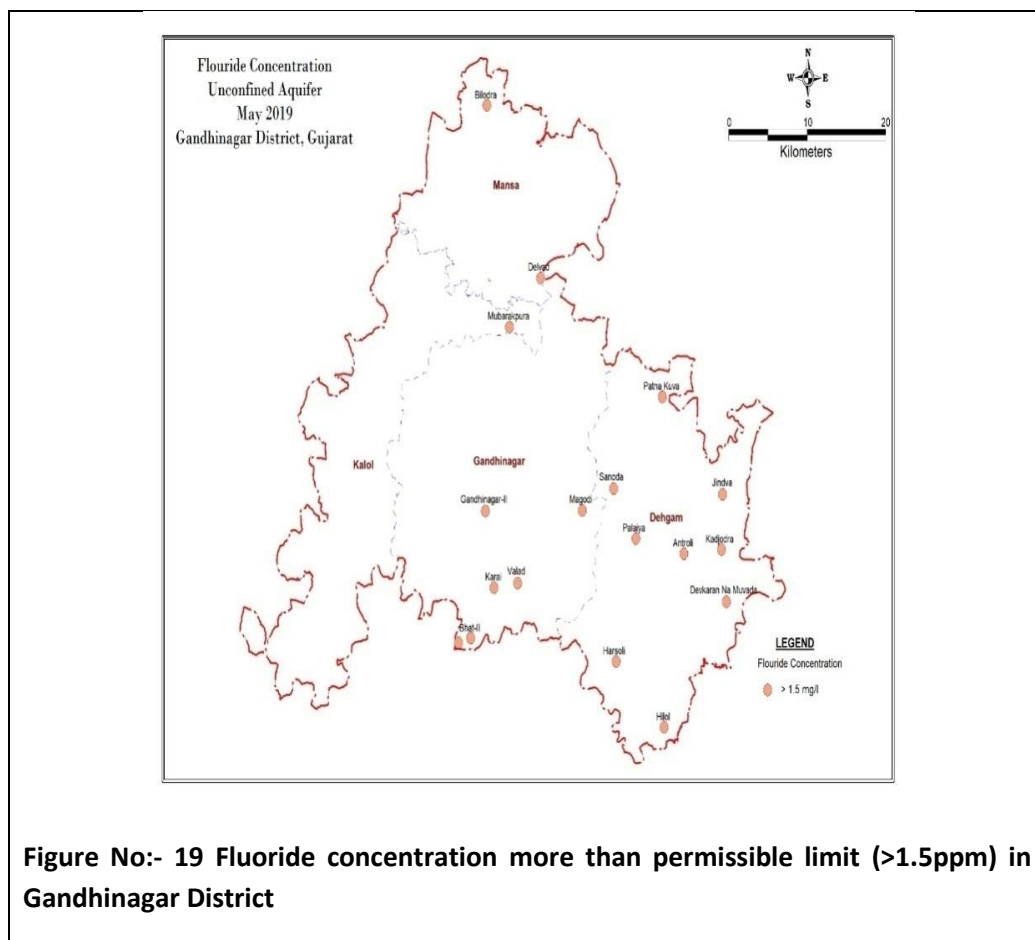 Flouride Concentration
Unconfined Aquifer
May 2019
Gandhinagar District, Gujarat
N
W E
S
0 10 20
Kilometers
Bilodra
Mansa
Delvad
Mubarakpura
Patna Kuva
Kalol
Gandhinagar
Sanoda
Jindva
Gandhinagar-II
Magodi
Dehgam
Palaiya
Antroli
Kadjodra
Karai
Valad
Devkaran Na Muvada
Bhat-II
Harsoli
Hilol
LEGEND
Flouride Concentration
> 1.5 mg/l
Figure No:- 19 Fluoride concentration more than permissible limit (>1.5ppm) in
Gandhinagar District